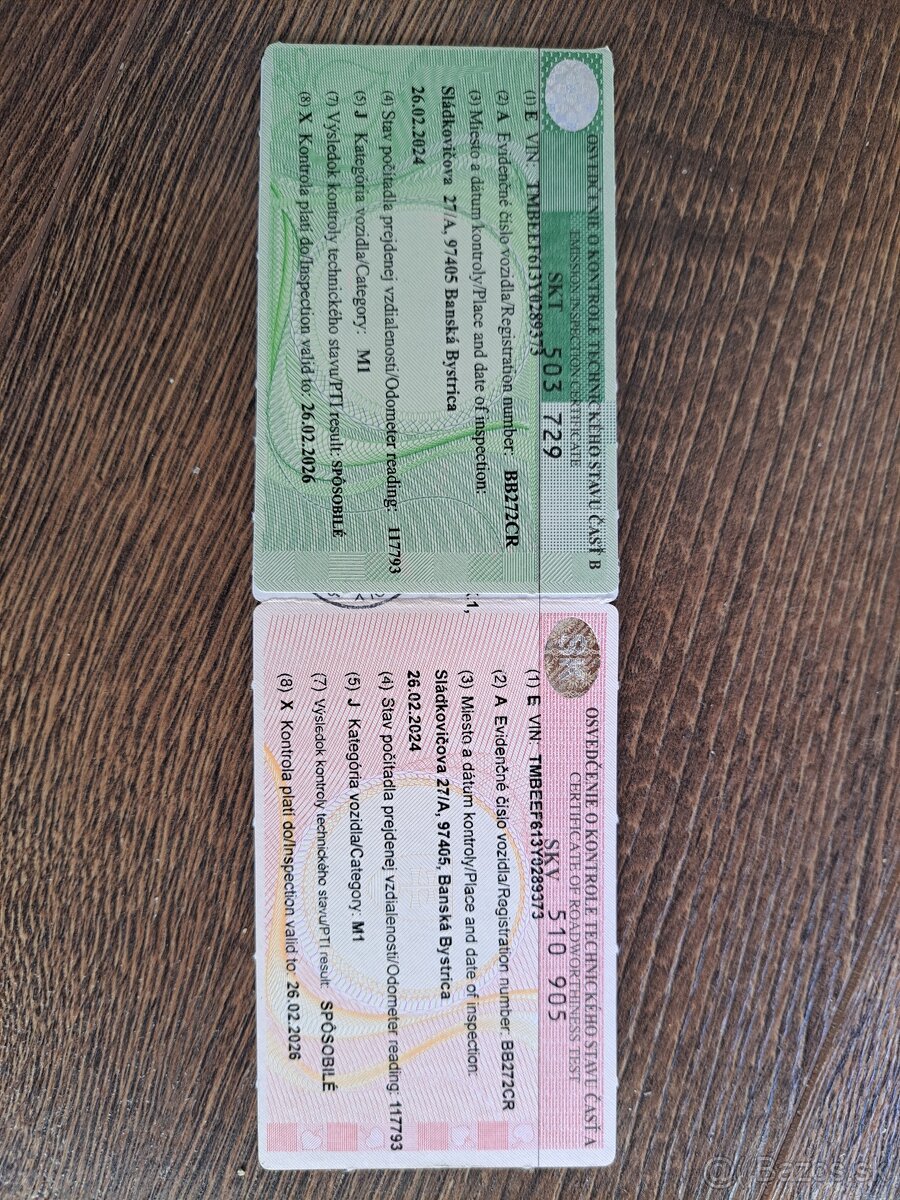 OSVEDČENIE O KONTROLE TECHNICKÉHO STAVU ČASŤ B
EMISSION INSPECTION CERTIFICATE
SKT 503 729
(1) E VIN: TMBEEF613Y0289373
(2) A Evidenčné číslo vozidla/Registration number: BB272CR
(3) Miesto a dátum kontroly/Place and date of inspection:
Sládkovičova 27/A, 97405 Banská Bystrica
26.02.2024
(4) Stav počítadla prejdenej vzdialenosti/Odometer reading: 117793
(5) J Kategória vozidla/Category: M1
(7) Výsledok kontroly technického stavu/PTI result: SPÔSOBILÉ
(8) X Kontrola platí do/Inspection valid to: 26.02.2026
OSVEDČENIE O KONTROLE TECHNICKÉHO STAVU ČASŤ A
CERTIFICATE OF ROADWORTHINESS TEST
SK
SKV 510 905
(1) E VIN: TMBEEF613Y0289373
(2) A Evidenčné číslo vozidla/Registration number: BB272CR
(3) Miesto a dátum kontroly/Place and date of inspection:
Sládkovičova 27/A, 97405, Banská Bystrica
26.02.2024
(4) Stav počítadla prejdenej vzdialenosti/Odometer reading: 117793
(5) J Kategória vozidla/Category: M1
(7) Výsledok kontroly technického stavu/PTI result: SPÔSOBILÉ
(8) X Kontrola platí do/Inspection valid to: 26.02.2026
Bazoš.sk